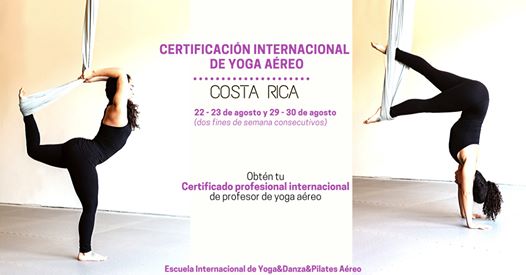 CERTIFICACIÓN INTERNACIONAL
DE YOGA AÉREO
COSTA RICA
22 - 23 de agosto y 29 - 30 de agosto
(dos fines de semana consecutivos)
Obtén tu
Certificado profesional internacional
de profesor de yoga aéreo
Escuela Internacional de Yoga&Danza&Pilates Aéreo